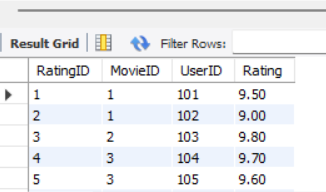 Result Grid Filter Rows:
RatingID MovieID UserID Rating
1 1 101 9.50
2 1 102 9.00
3 2 103 9.80
4 3 104 9.70
5 3 105 9.60